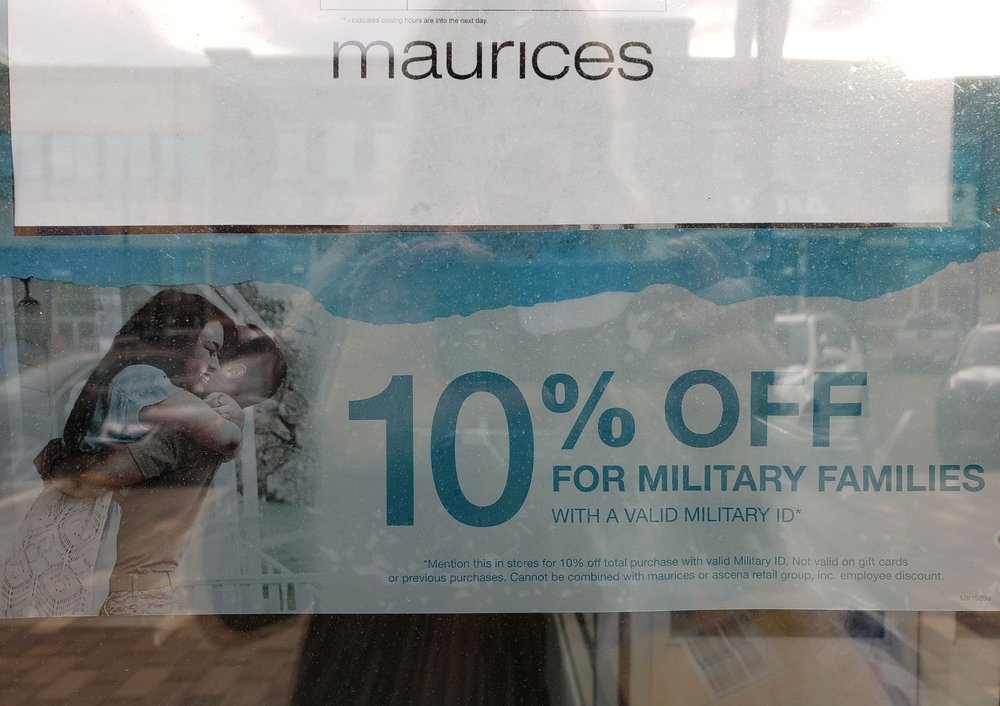 * - Indicates closing hours are into the next day.
maurices
10% OFF
FOR MILITARY FAMILIES
WITH A VALID MILITARY ID*
*Mention this in stores for 10% off total purchase with valid Military ID. Not valid on gift cards
or previous purchases. Cannot be combined with maurices or ascena retail group, inc. employee discount.